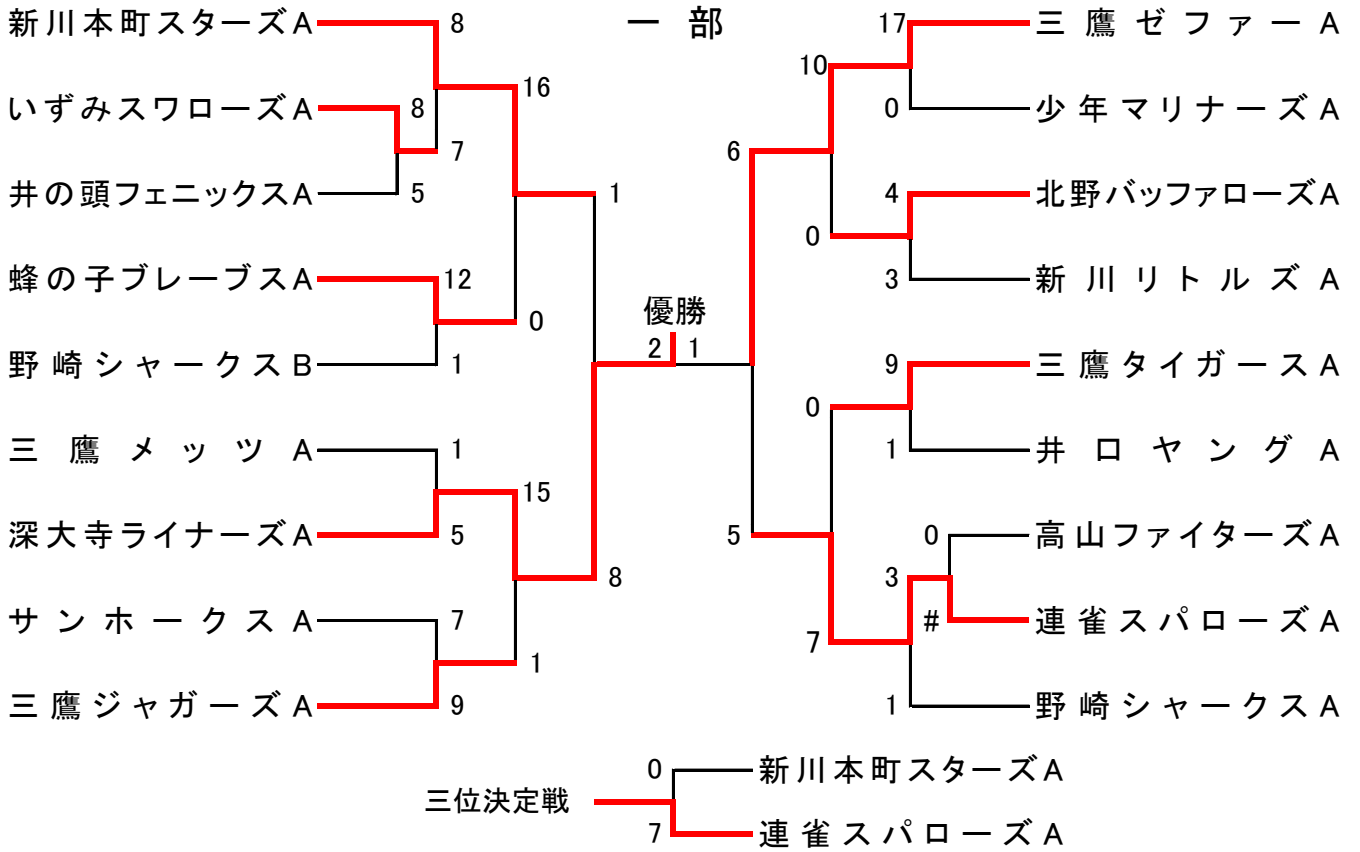 一部
新川本町スターズA
8
16
いずみスワローズA
8
7
井の頭フェニックスA
5
1
蜂の子ブレーブスA
12
0
野崎シャークスB
1
三鷹メッツA
1
15
深大寺ライナーズA
5
8
サンホークスA
7
1
三鷹ジャガーズA
9
優勝
2 1
17
三鷹ゼファーA
10
0
少年マリナーズA
6
4
北野バッファローズA
0
3
新川リトルズA
9
三鷹タイガースA
0
1
井口ヤングA
5
0
高山ファイターズA
3
#
連雀スパローズA
7
1
野崎シャークスA
三位決定戦
0
新川本町スターズA
7
連雀スパローズA